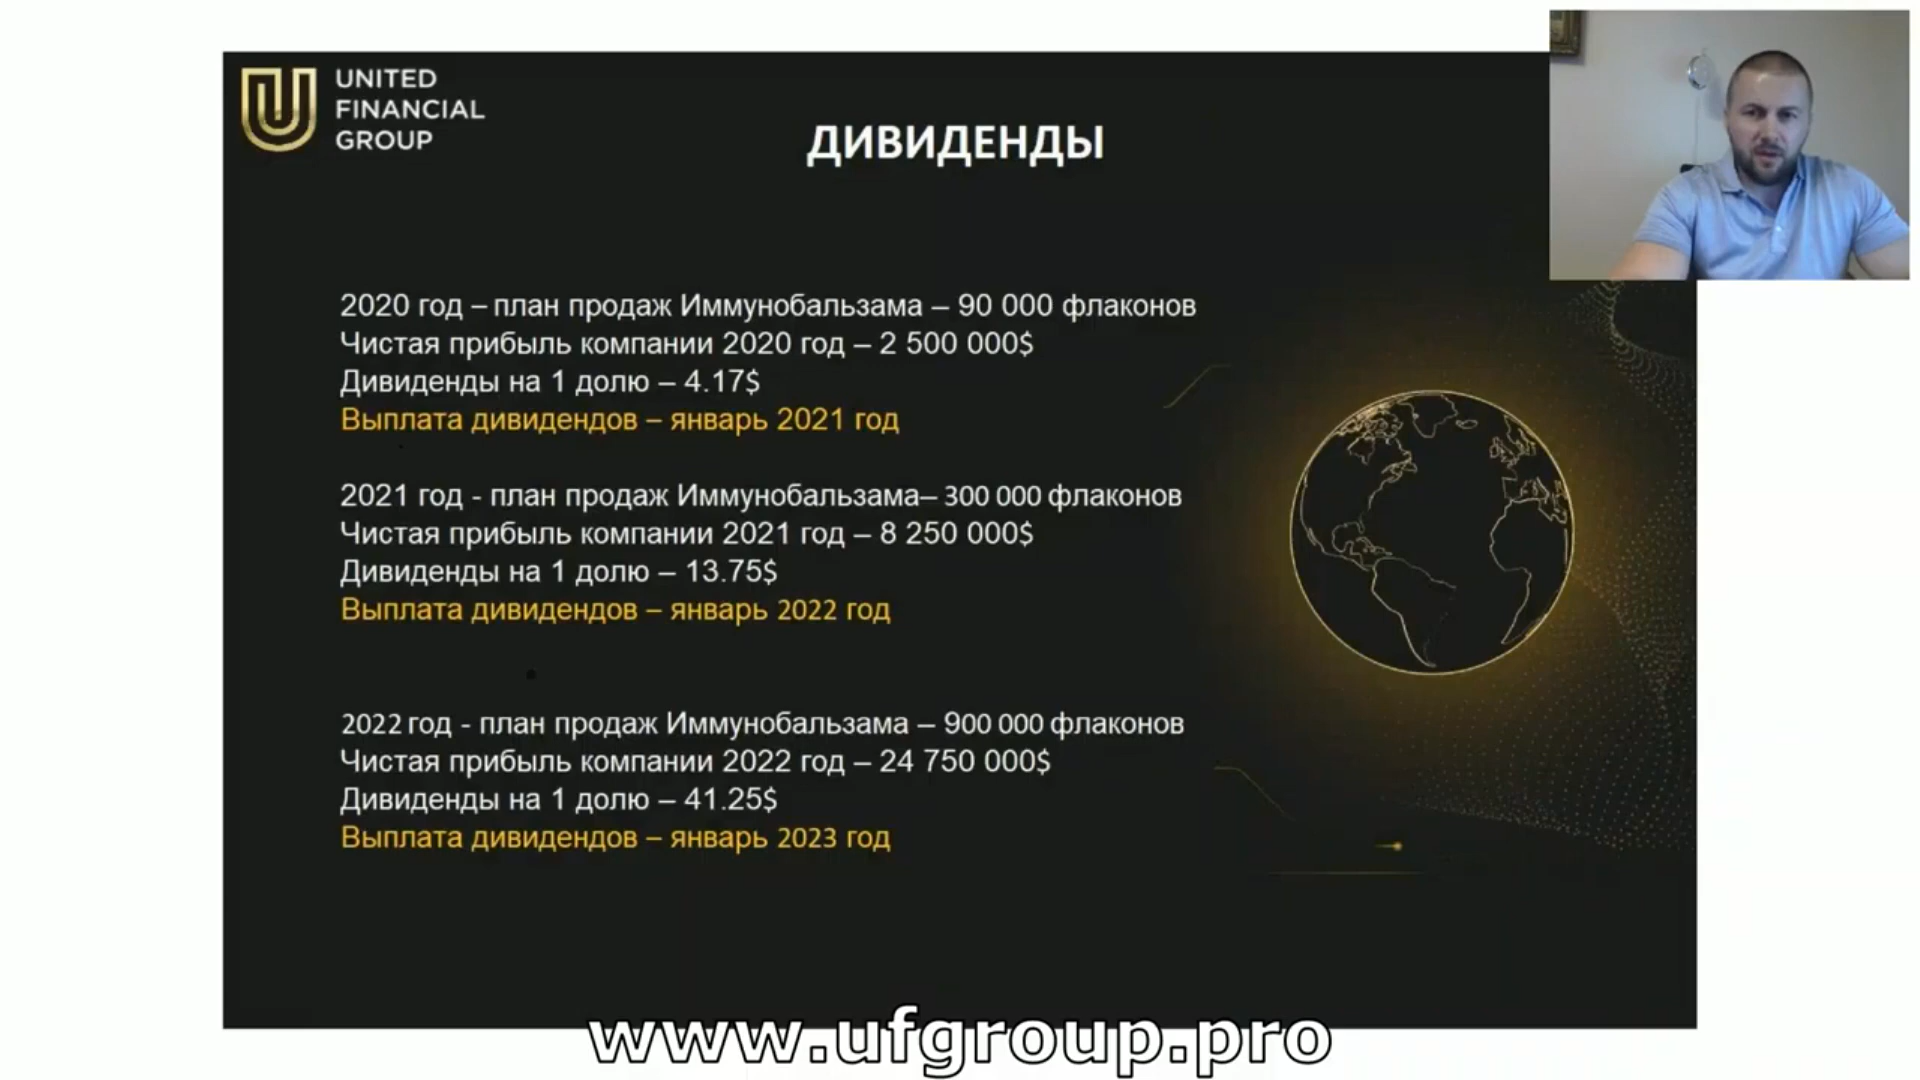 UNITED
FINANCIAL
GROUP
ДИВИДЕНДЫ
2020 год – план продаж Иммунобальзама – 90 000 флаконов
Чистая прибыль компании 2020 год – 2 500 000$
Дивиденды на 1 долю – 4.17$
Выплата дивидендов – январь 2021 год
2021 год - план продаж Иммунобальзама– 300 000 флаконов
Чистая прибыль компании 2021 год – 8 250 000$
Дивиденды на 1 долю – 13.75$
Выплата дивидендов – январь 2022 год
2022 год - план продаж Иммунобальзама – 900 000 флаконов
Чистая прибыль компании 2022 год – 24 750 000$
Дивиденды на 1 долю – 41.25$
Выплата дивидендов – январь 2023 год
www.ufgroup.pro